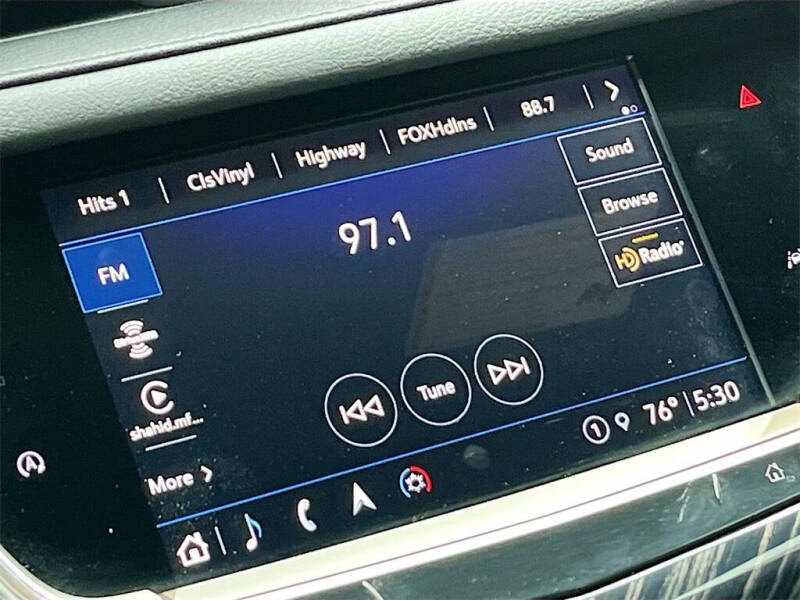 Hits 1 ClsVinyl Highway FOXHdlns 88.7
Sound
97.1
Browse
FM
HD Radio
shahid.mf...
Tune
More
1 76° 5:30
A